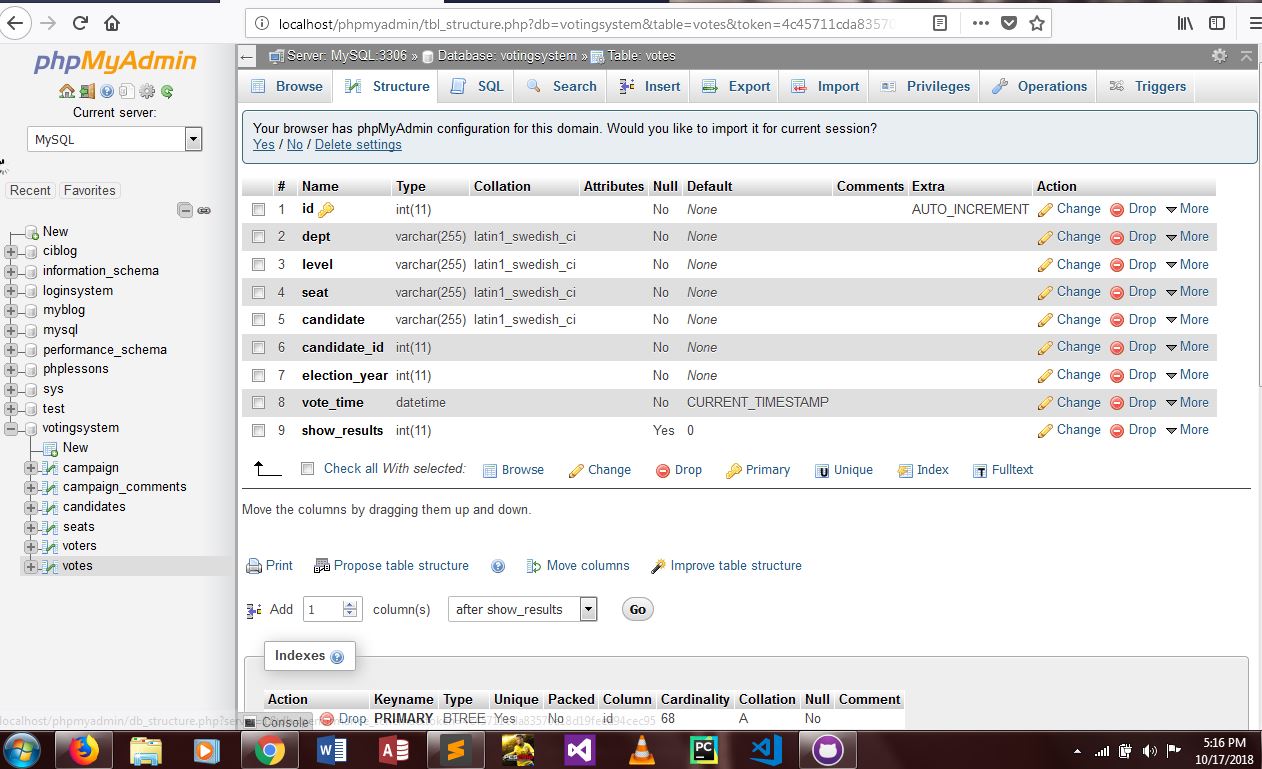 localhost/phpmyadmin/tbl_structure.php?db=votingsystem&table=votes&token=4c45711cda8357
phpMyAdmin
Current server:
MySQL
Recent Favorites
New
ciblog
information_schema
loginsystem
myblog
mysql
performance_schema
phplessons
sys
test
votingsystem
New
campaign
campaign_comments
candidates
seats
voters
votes
Server: MySQL:3306 » Database: votingsystem » Table: votes
Browse Structure SQL Search Insert Export Import Privileges Operations Triggers
Your browser has phpMyAdmin configuration for this domain. Would you like to import it for current session?
Yes / No / Delete settings
# Name Type Collation Attributes Null Default Comments Extra Action
1 id int(11) No None AUTO_INCREMENT Change Drop More
2 dept varchar(255) latin1_swedish_ci No None Change Drop More
3 level varchar(255) latin1_swedish_ci No None Change Drop More
4 seat varchar(255) latin1_swedish_ci No None Change Drop More
5 candidate varchar(255) latin1_swedish_ci No None Change Drop More
6 candidate_id int(11) No None Change Drop More
7 election_year int(11) No None Change Drop More
8 vote_time datetime No CURRENT_TIMESTAMP Change Drop More
9 show_results int(11) Yes 0 Change Drop More
Check all With selected: Browse Change Drop Primary Unique Index Fulltext
Move the columns by dragging them up and down.
Print Propose table structure Move columns Improve table structure
Add 1 column(s) after show_results Go
Indexes
Action Keyname Type Unique Packed Column Cardinality Collation Null Comment
Drop PRIMARY BTREE Yes No id 68 A No
Console
localhost/phpmyadmin/db_structure.php?
5:16 PM
10/17/2018